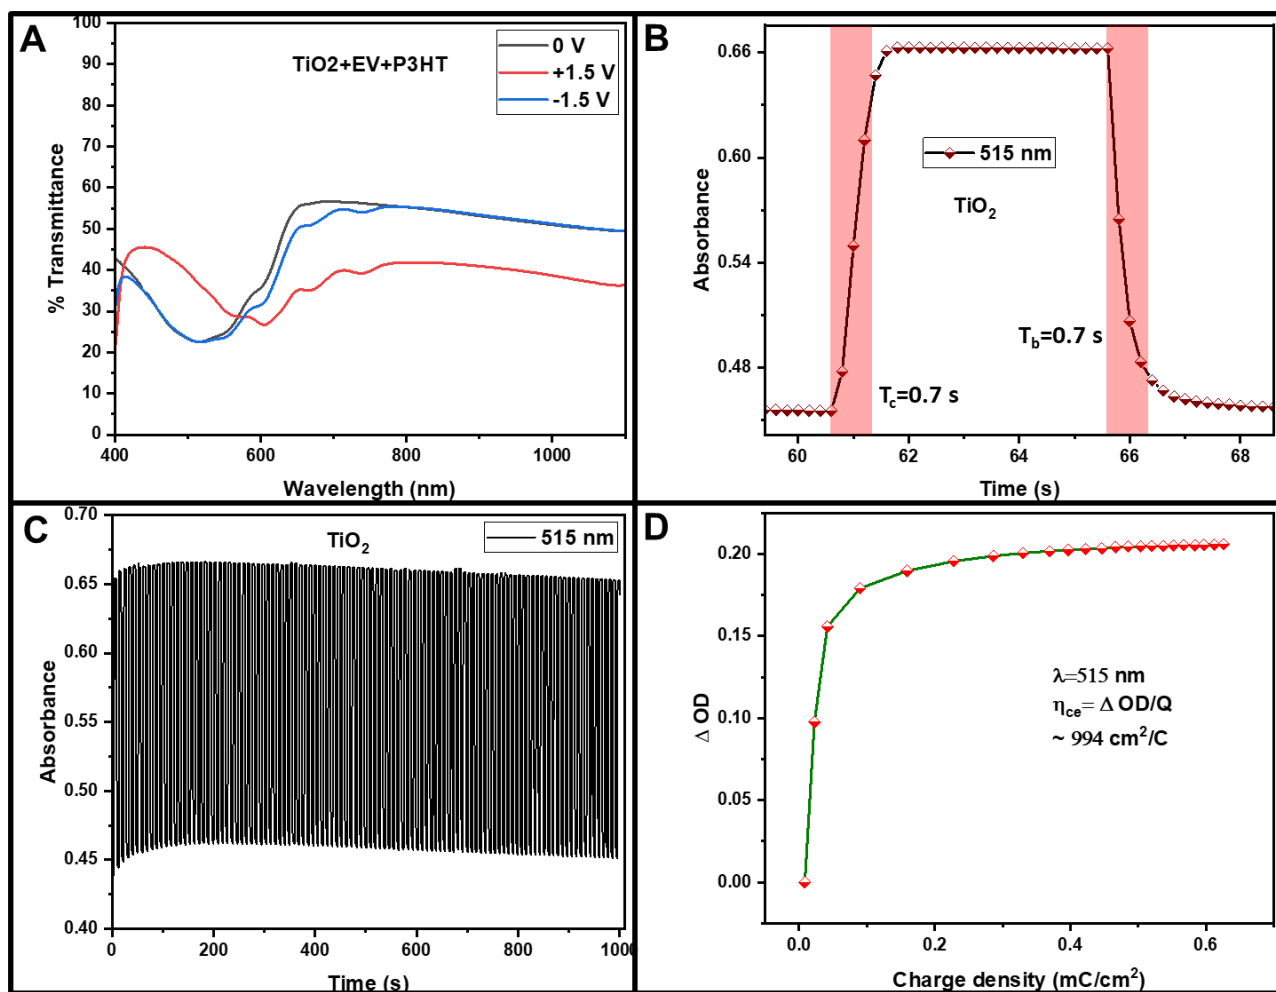 A
TiO2+EV+P3HT
0 V
+1.5 V
-1.5 V
% Transmittance
100
90
80
70
60
50
40
30
20
10
0
400 600 800 1000
Wavelength (nm)
B
515 nm
TiO₂
Absorbance
0.66
0.60
0.54
0.48
T_b=0.7 s
T_c=0.7 s
60 62 64 66 68
Time (s)
C
TiO₂
515 nm
Absorbance
0.70
0.65
0.60
0.55
0.50
0.45
0.40
0 200 400 600 800 1000
Time (s)
D
Δ OD
0.20
0.15
0.10
0.05
0.00
λ=515 nm
η_ce= Δ OD/Q
~ 994 cm²/C
0.0 0.2 0.4 0.6
Charge density (mC/cm²)